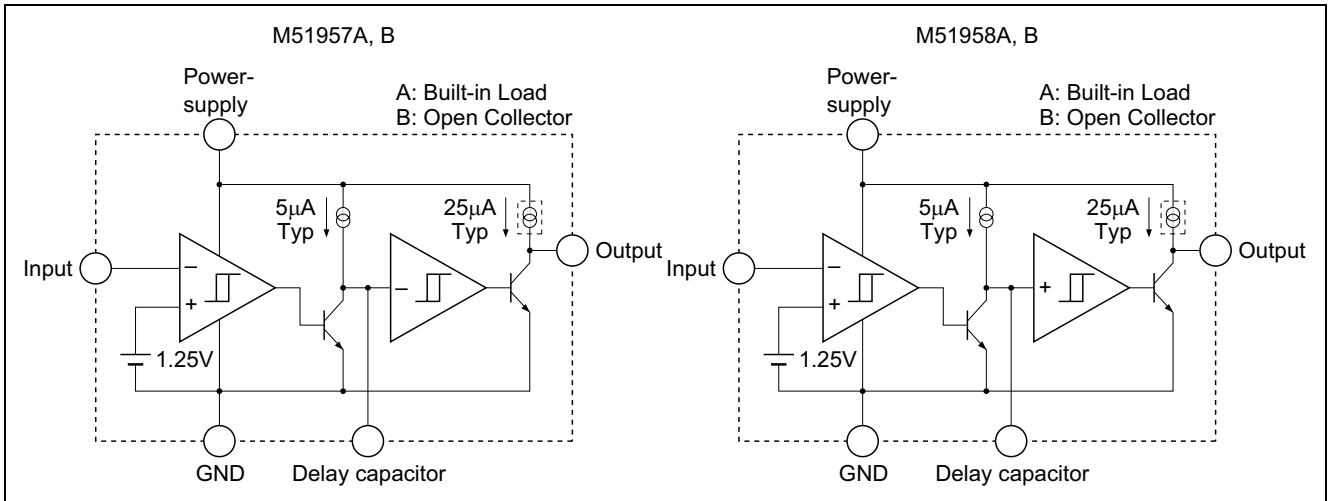 M51957A, B
Power-
supply
A: Built-in Load
B: Open Collector
5μA
Typ
25μA
Typ
Input
−
+
−
Output
1.25V
GND
Delay capacitor
M51958A, B
Power-
supply
A: Built-in Load
B: Open Collector
5μA
Typ
25μA
Typ
Input
−
+
+
Output
1.25V
GND
Delay capacitor